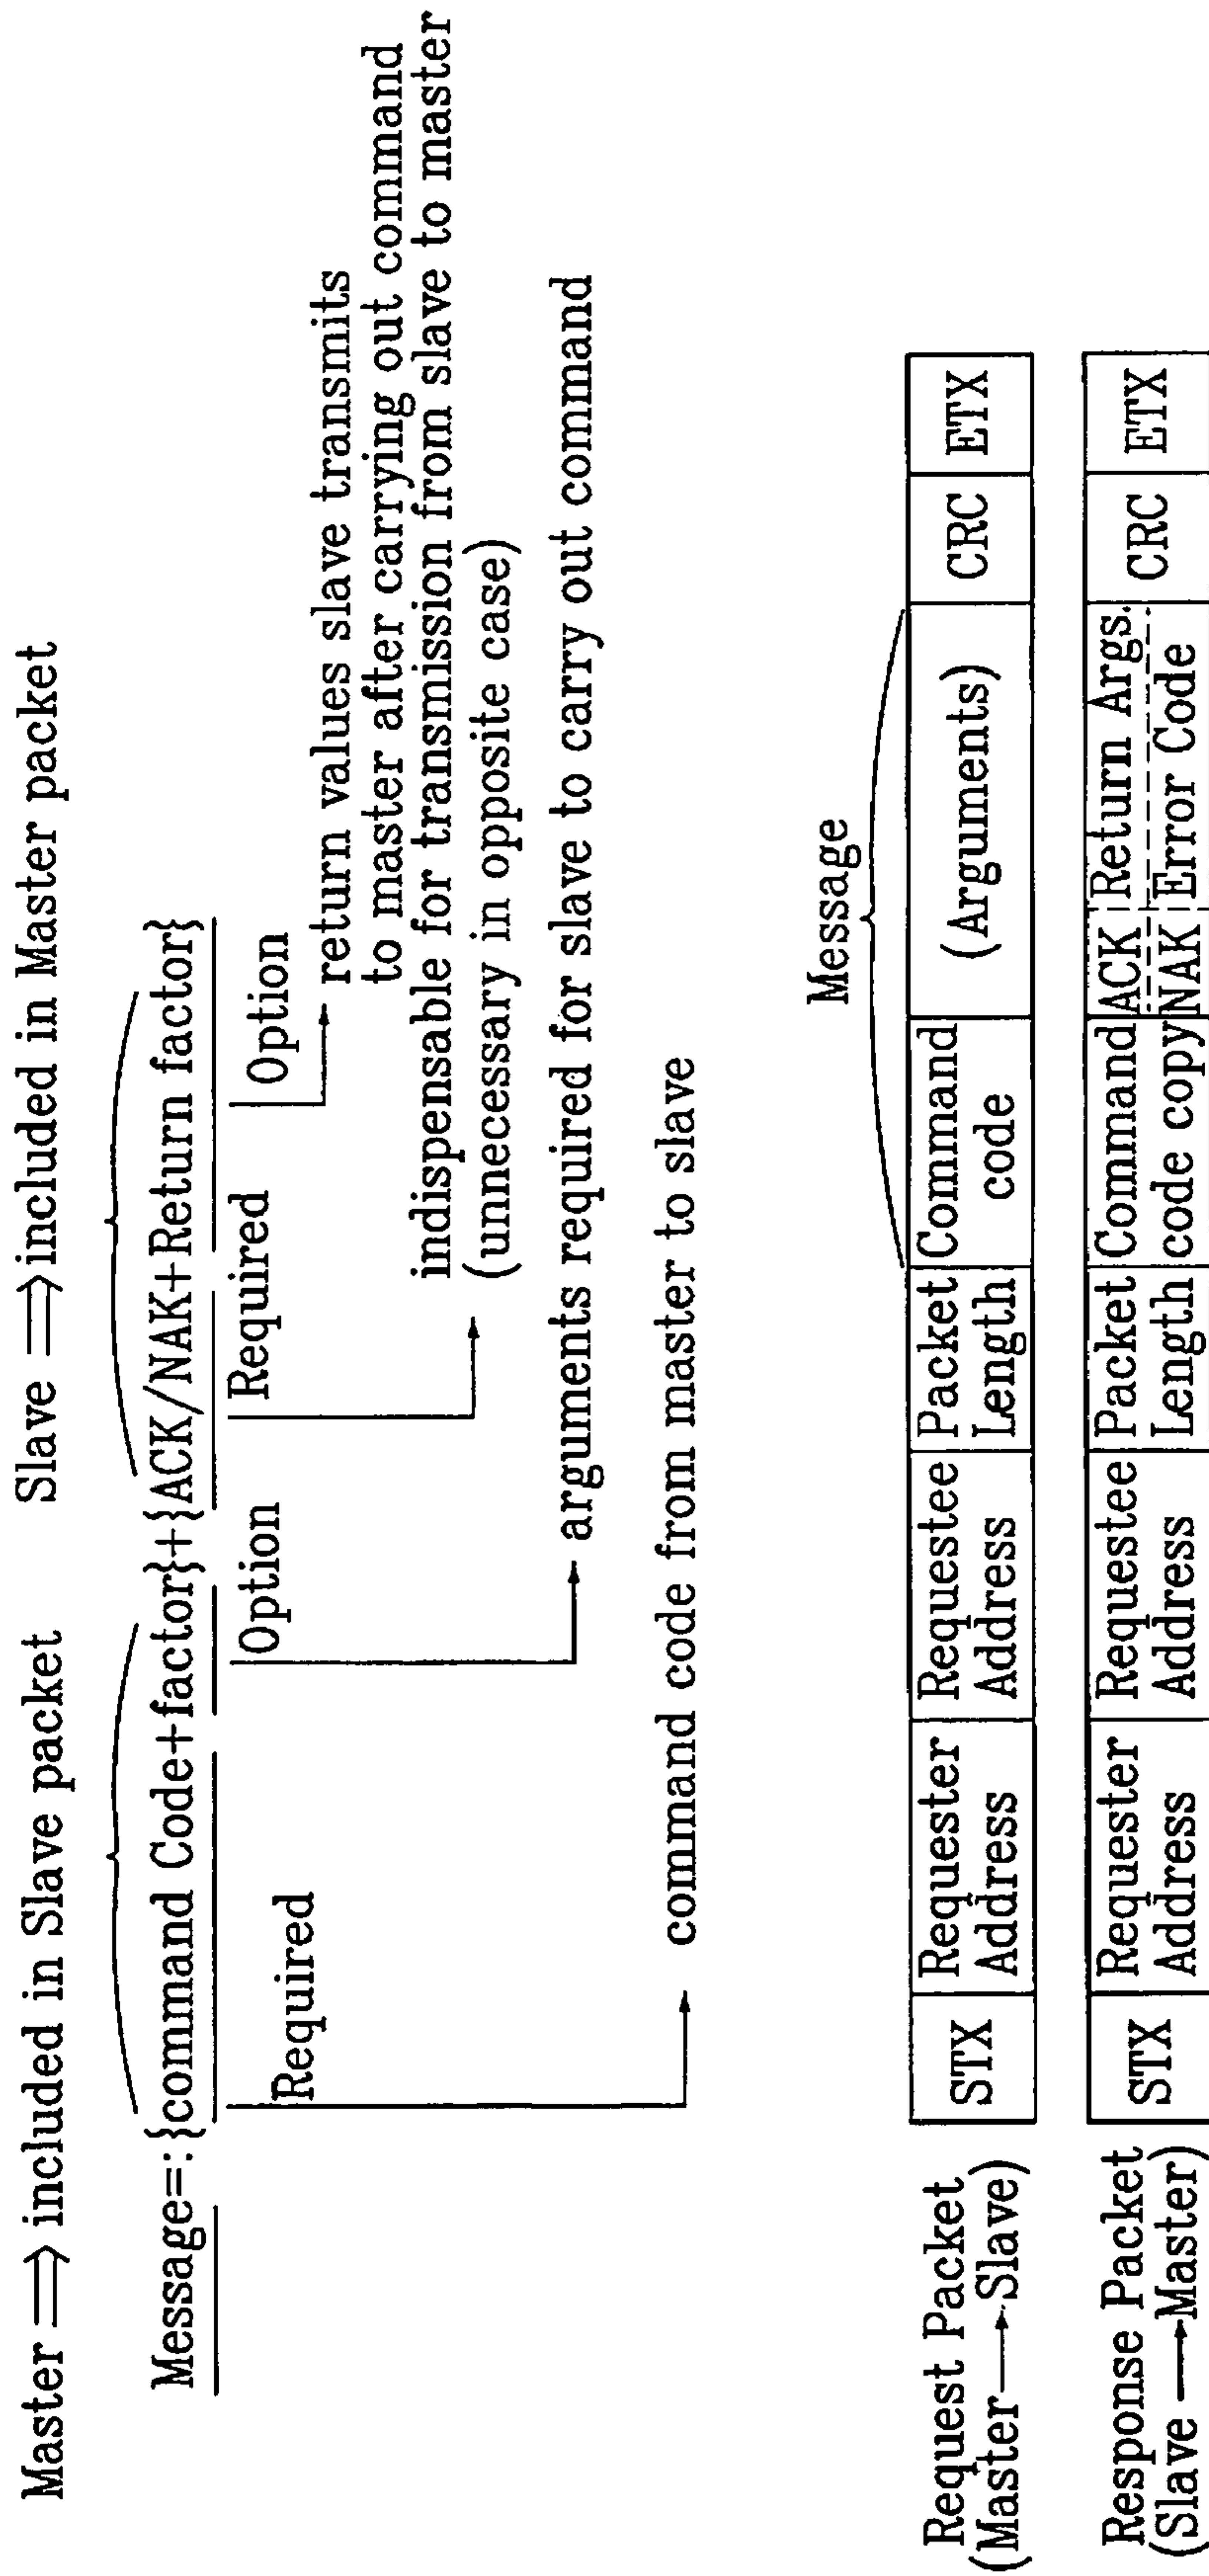 Master ⟹ included in Slave packet
Slave ⟹ included in Master packet
Message=:{command Code+factor}+{ACK/NAK+Return factor}
Required
Option
Required
Option
return values slave transmits
to master after carrying out command
indispensable for transmission from slave to master
(unnecessary in opposite case)
arguments required for slave to carry out command
command code from master to slave
Message
Request Packet
(Master→Slave)
STX
Requester
Address
Requestee
Address
Packet
Length
Command
code
(Arguments)
CRC
ETX
Response Packet
(Slave→Master)
STX
Requester
Address
Requestee
Address
Packet
Length
Command
code copy
ACK
Return Args.
NAK
Error Code
CRC
ETX